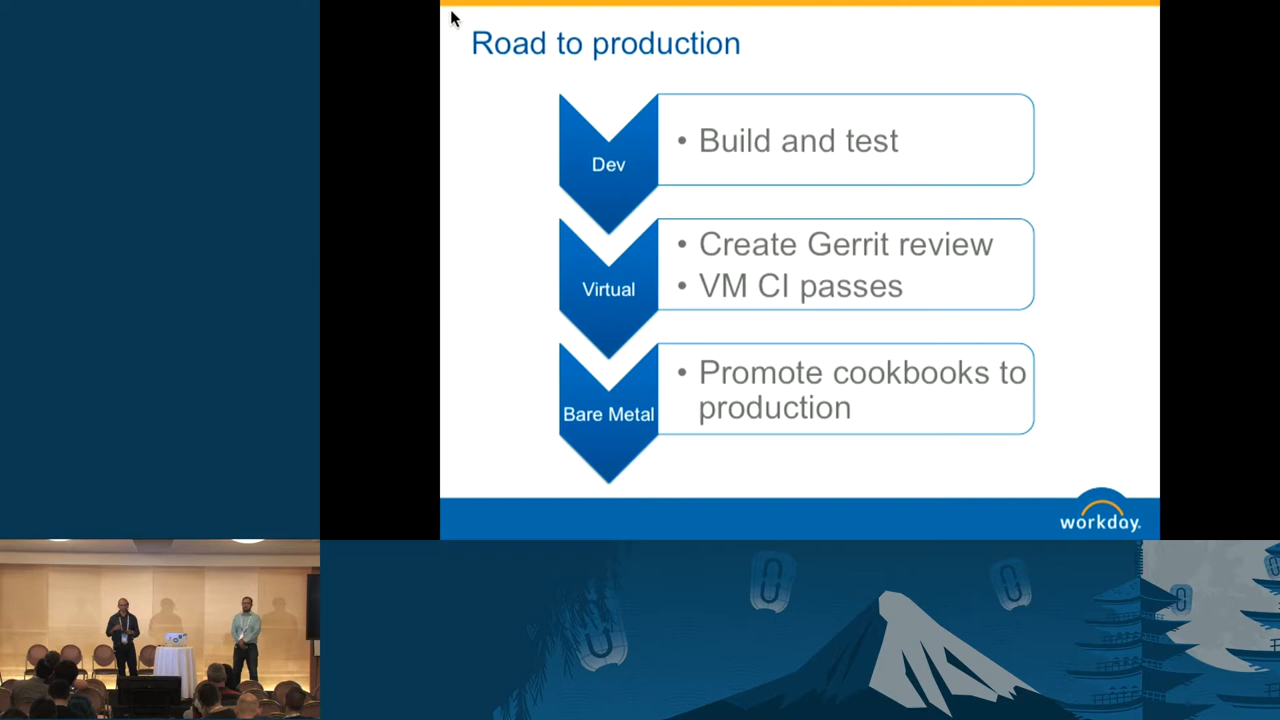 Road to production
Dev
• Build and test
Virtual
• Create Gerrit review
• VM CI passes
Bare Metal
• Promote cookbooks to
production
workday.